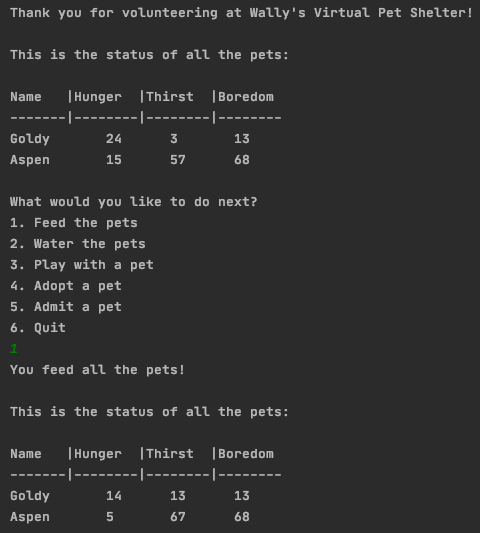 Thank you for volunteering at Wally's Virtual Pet Shelter!
This is the status of all the pets:
Name   |Hunger  |Thirst  |Boredom
-------|--------|--------|--------
Goldy       24      3       13
Aspen       15      57      68
What would you like to do next?
1. Feed the pets
2. Water the pets
3. Play with a pet
4. Adopt a pet
5. Admit a pet
6. Quit
1
You feed all the pets!
This is the status of all the pets:
Name   |Hunger  |Thirst  |Boredom
-------|--------|--------|--------
Goldy       14      13      13
Aspen       5       67      68